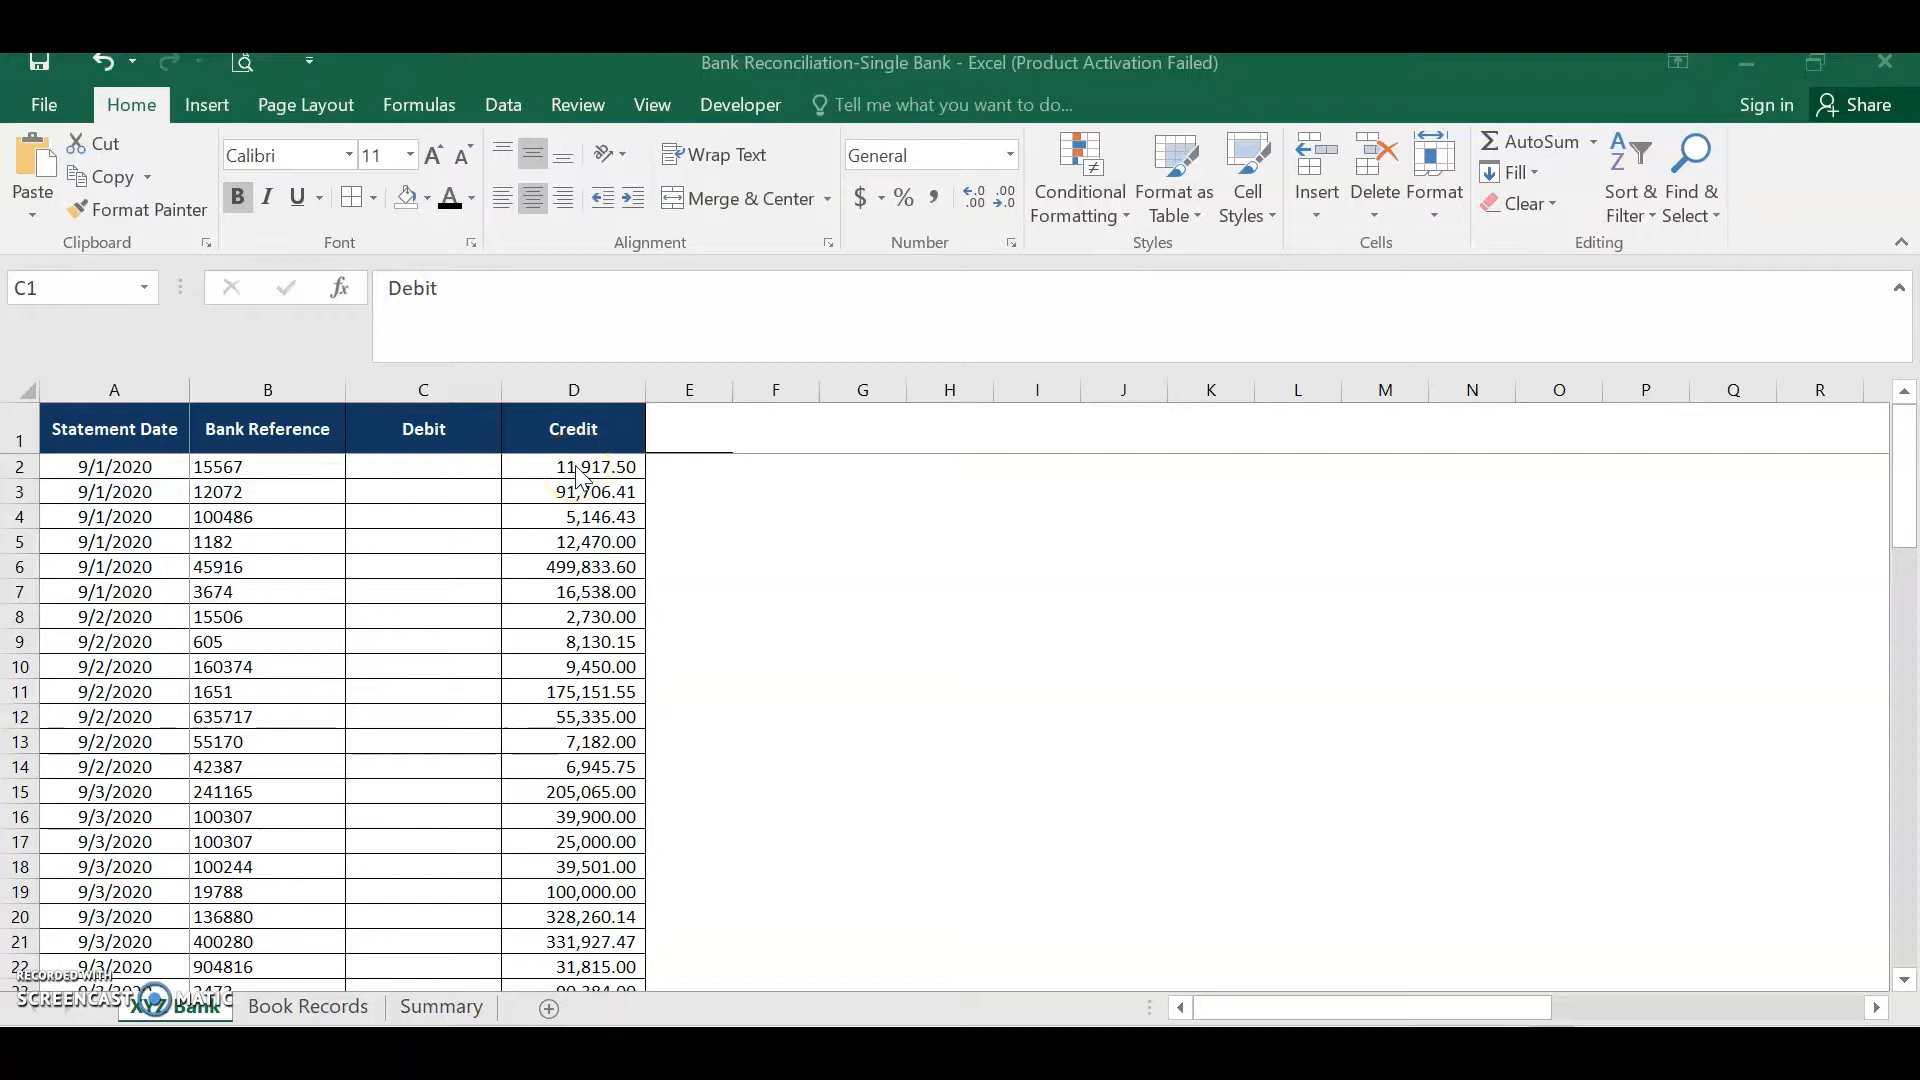 Bank Reconciliation-Single Bank - Excel (Product Activation Failed)
File Home Insert Page Layout Formulas Data Review View Developer Tell me what you want to do... Sign in Share
Paste Cut Copy Format Painter
Clipboard
Calibri 11
B I U A
Font
Wrap Text
Merge & Center
Alignment
General
$ % ,
Number
Conditional Formatting Format as Table Cell Styles
Styles
Insert Delete Format
Cells
AutoSum
Fill
Clear
Sort & Filter Find & Select
Editing
C1 fx Debit
A B C D E F G H I J K L M N O P Q R
1 Statement Date Bank Reference Debit Credit
2 9/1/2020 15567 11,917.50
3 9/1/2020 12072 91,706.41
4 9/1/2020 100486 5,146.43
5 9/1/2020 1182 12,470.00
6 9/1/2020 45916 499,833.60
7 9/1/2020 3674 16,538.00
8 9/2/2020 15506 2,730.00
9 9/2/2020 605 8,130.15
10 9/2/2020 160374 9,450.00
11 9/2/2020 1651 175,151.55
12 9/2/2020 635717 55,335.00
13 9/2/2020 55170 7,182.00
14 9/2/2020 42387 6,945.75
15 9/3/2020 241165 205,065.00
16 9/3/2020 100307 39,900.00
17 9/3/2020 100307 25,000.00
18 9/3/2020 100244 39,501.00
19 9/3/2020 19788 100,000.00
20 9/3/2020 136880 328,260.14
21 9/3/2020 400280 331,927.47
22 9/3/2020 904816 31,815.00
RECORDED WITH
SCREENCAST MATIC
XYZ Bank Book Records Summary